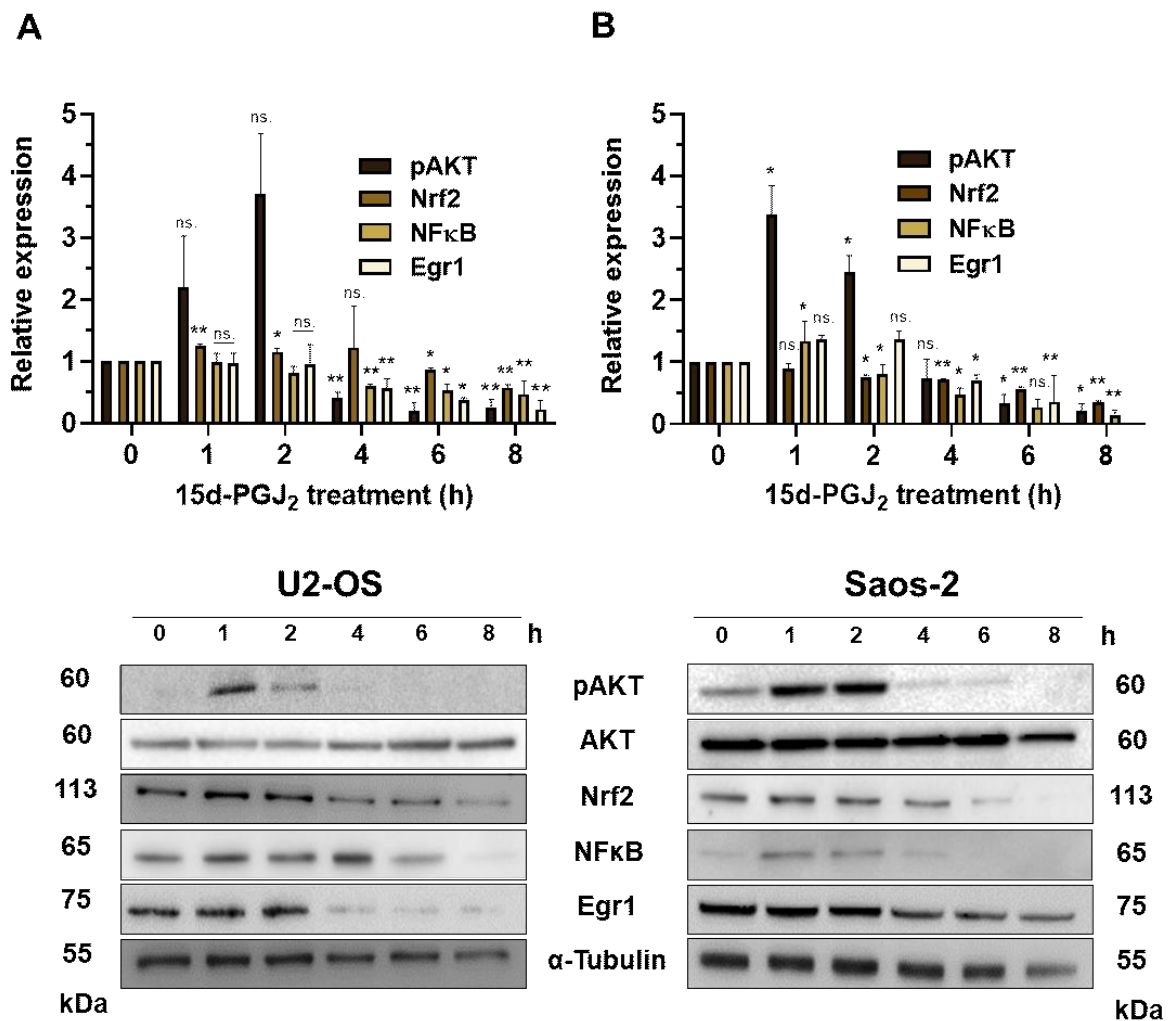 A
Relative expression
5
4
3
2
1
0
ns.
**
ns.
ns.
*
ns.
**
ns.
**
**
**
*
*
*
**
**
**
**
0 1 2 4 6 8
15d-PGJ2 treatment (h)
pAKT
Nrf2
NFκB
Egr1
B
Relative expression
5
4
3
2
1
0
*
ns.
*
ns.
*
*
*
ns.
ns.
**
*
*
*
**
ns.
**
*
**
**
0 1 2 4 6 8
15d-PGJ2 treatment (h)
pAKT
Nrf2
NFκB
Egr1
U2-OS
0 1 2 4 6 8 h
Saos-2
0 1 2 4 6 8 h
60 pAKT 60
60 AKT 60
113 Nrf2 113
65 NFκB 65
75 Egr1 75
55 α-Tubulin 55
kDa kDa